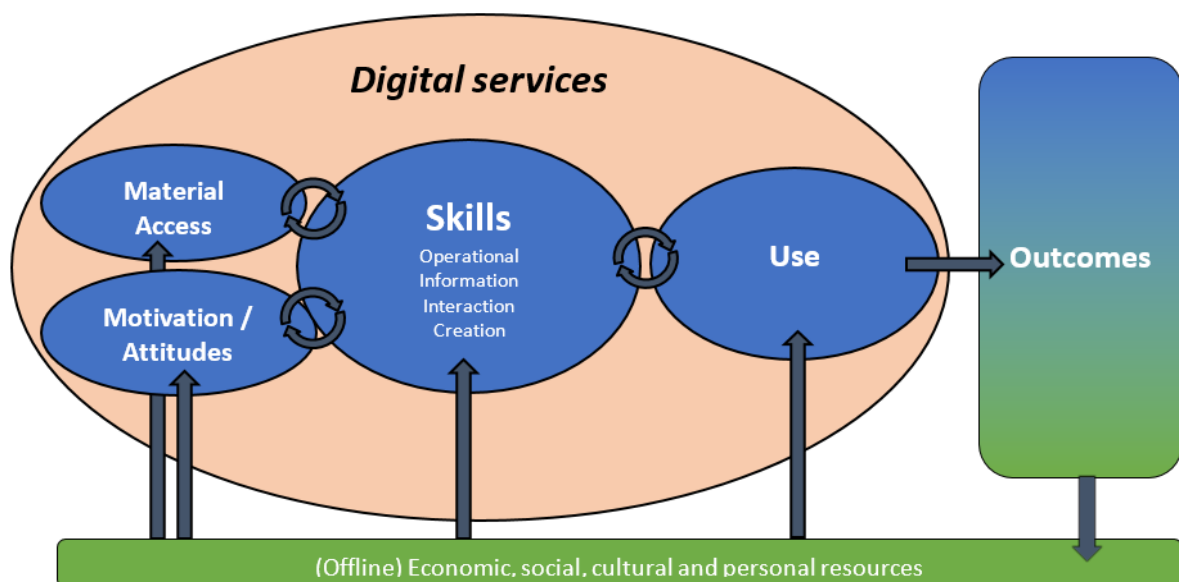 Digital services
Material
Access
Motivation /
Attitudes
Skills
Operational
Information
Interaction
Creation
Use
Outcomes
(Offline) Economic, social, cultural and personal resources